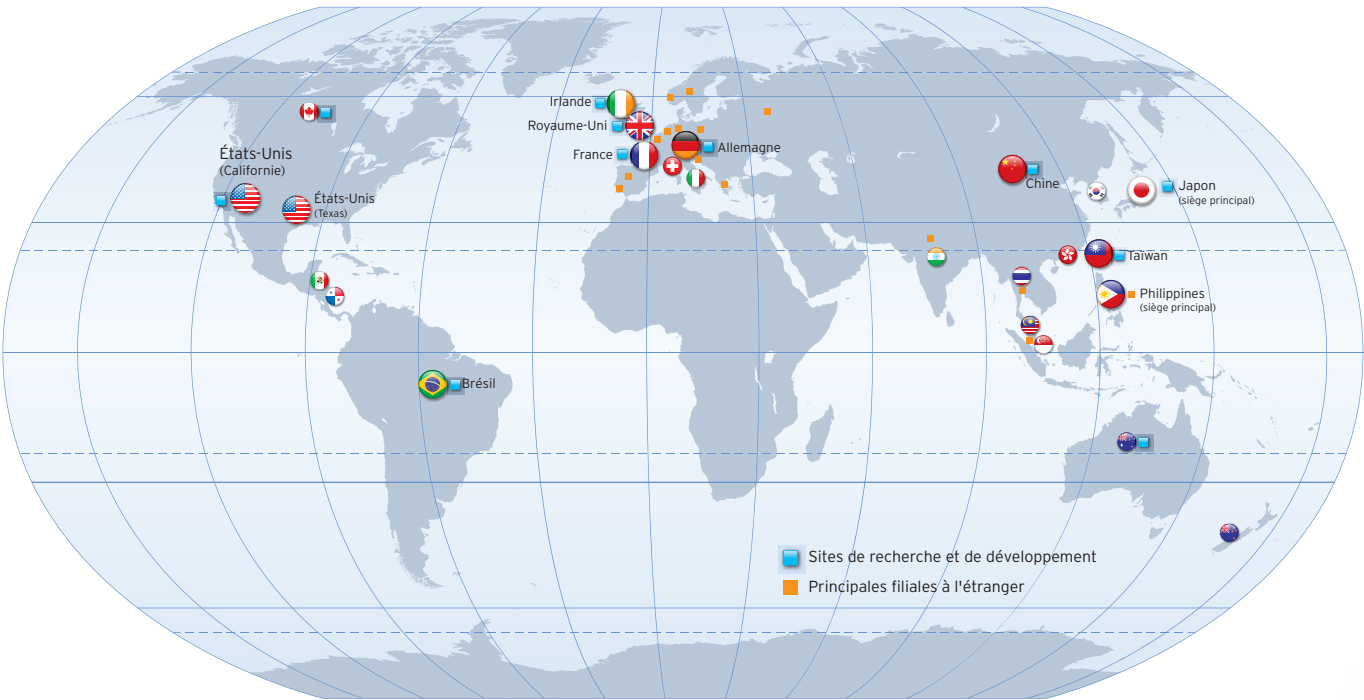 Irlande
Royaume-Uni
France
Allemagne
États-Unis
(Californie)
États-Unis
(Texas)
Chine
Japon
(siège principal)
Taïwan
Philippines
(siège principal)
Brésil
Sites de recherche et de développement
Principales filiales à l'étranger